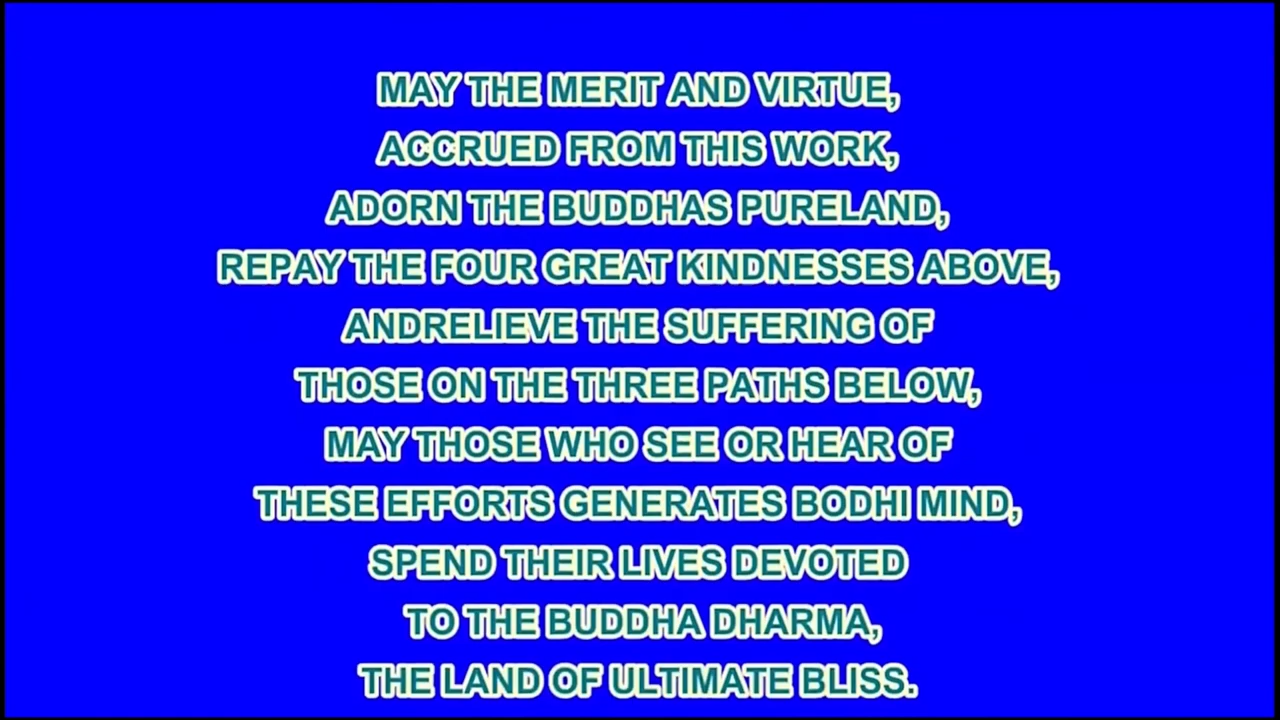 MAY THE MERIT AND VIRTUE,
ACCRUED FROM THIS WORK,
ADORN THE BUDDHAS PURELAND,
REPAY THE FOUR GREAT KINDNESSES ABOVE,
ANDRELIEVE THE SUFFERING OF
THOSE ON THE THREE PATHS BELOW,
MAY THOSE WHO SEE OR HEAR OF
THESE EFFORTS GENERATES BODHI MIND,
SPEND THEIR LIVES DEVOTED
TO THE BUDDHA DHARMA,
THE LAND OF ULTIMATE BLISS.